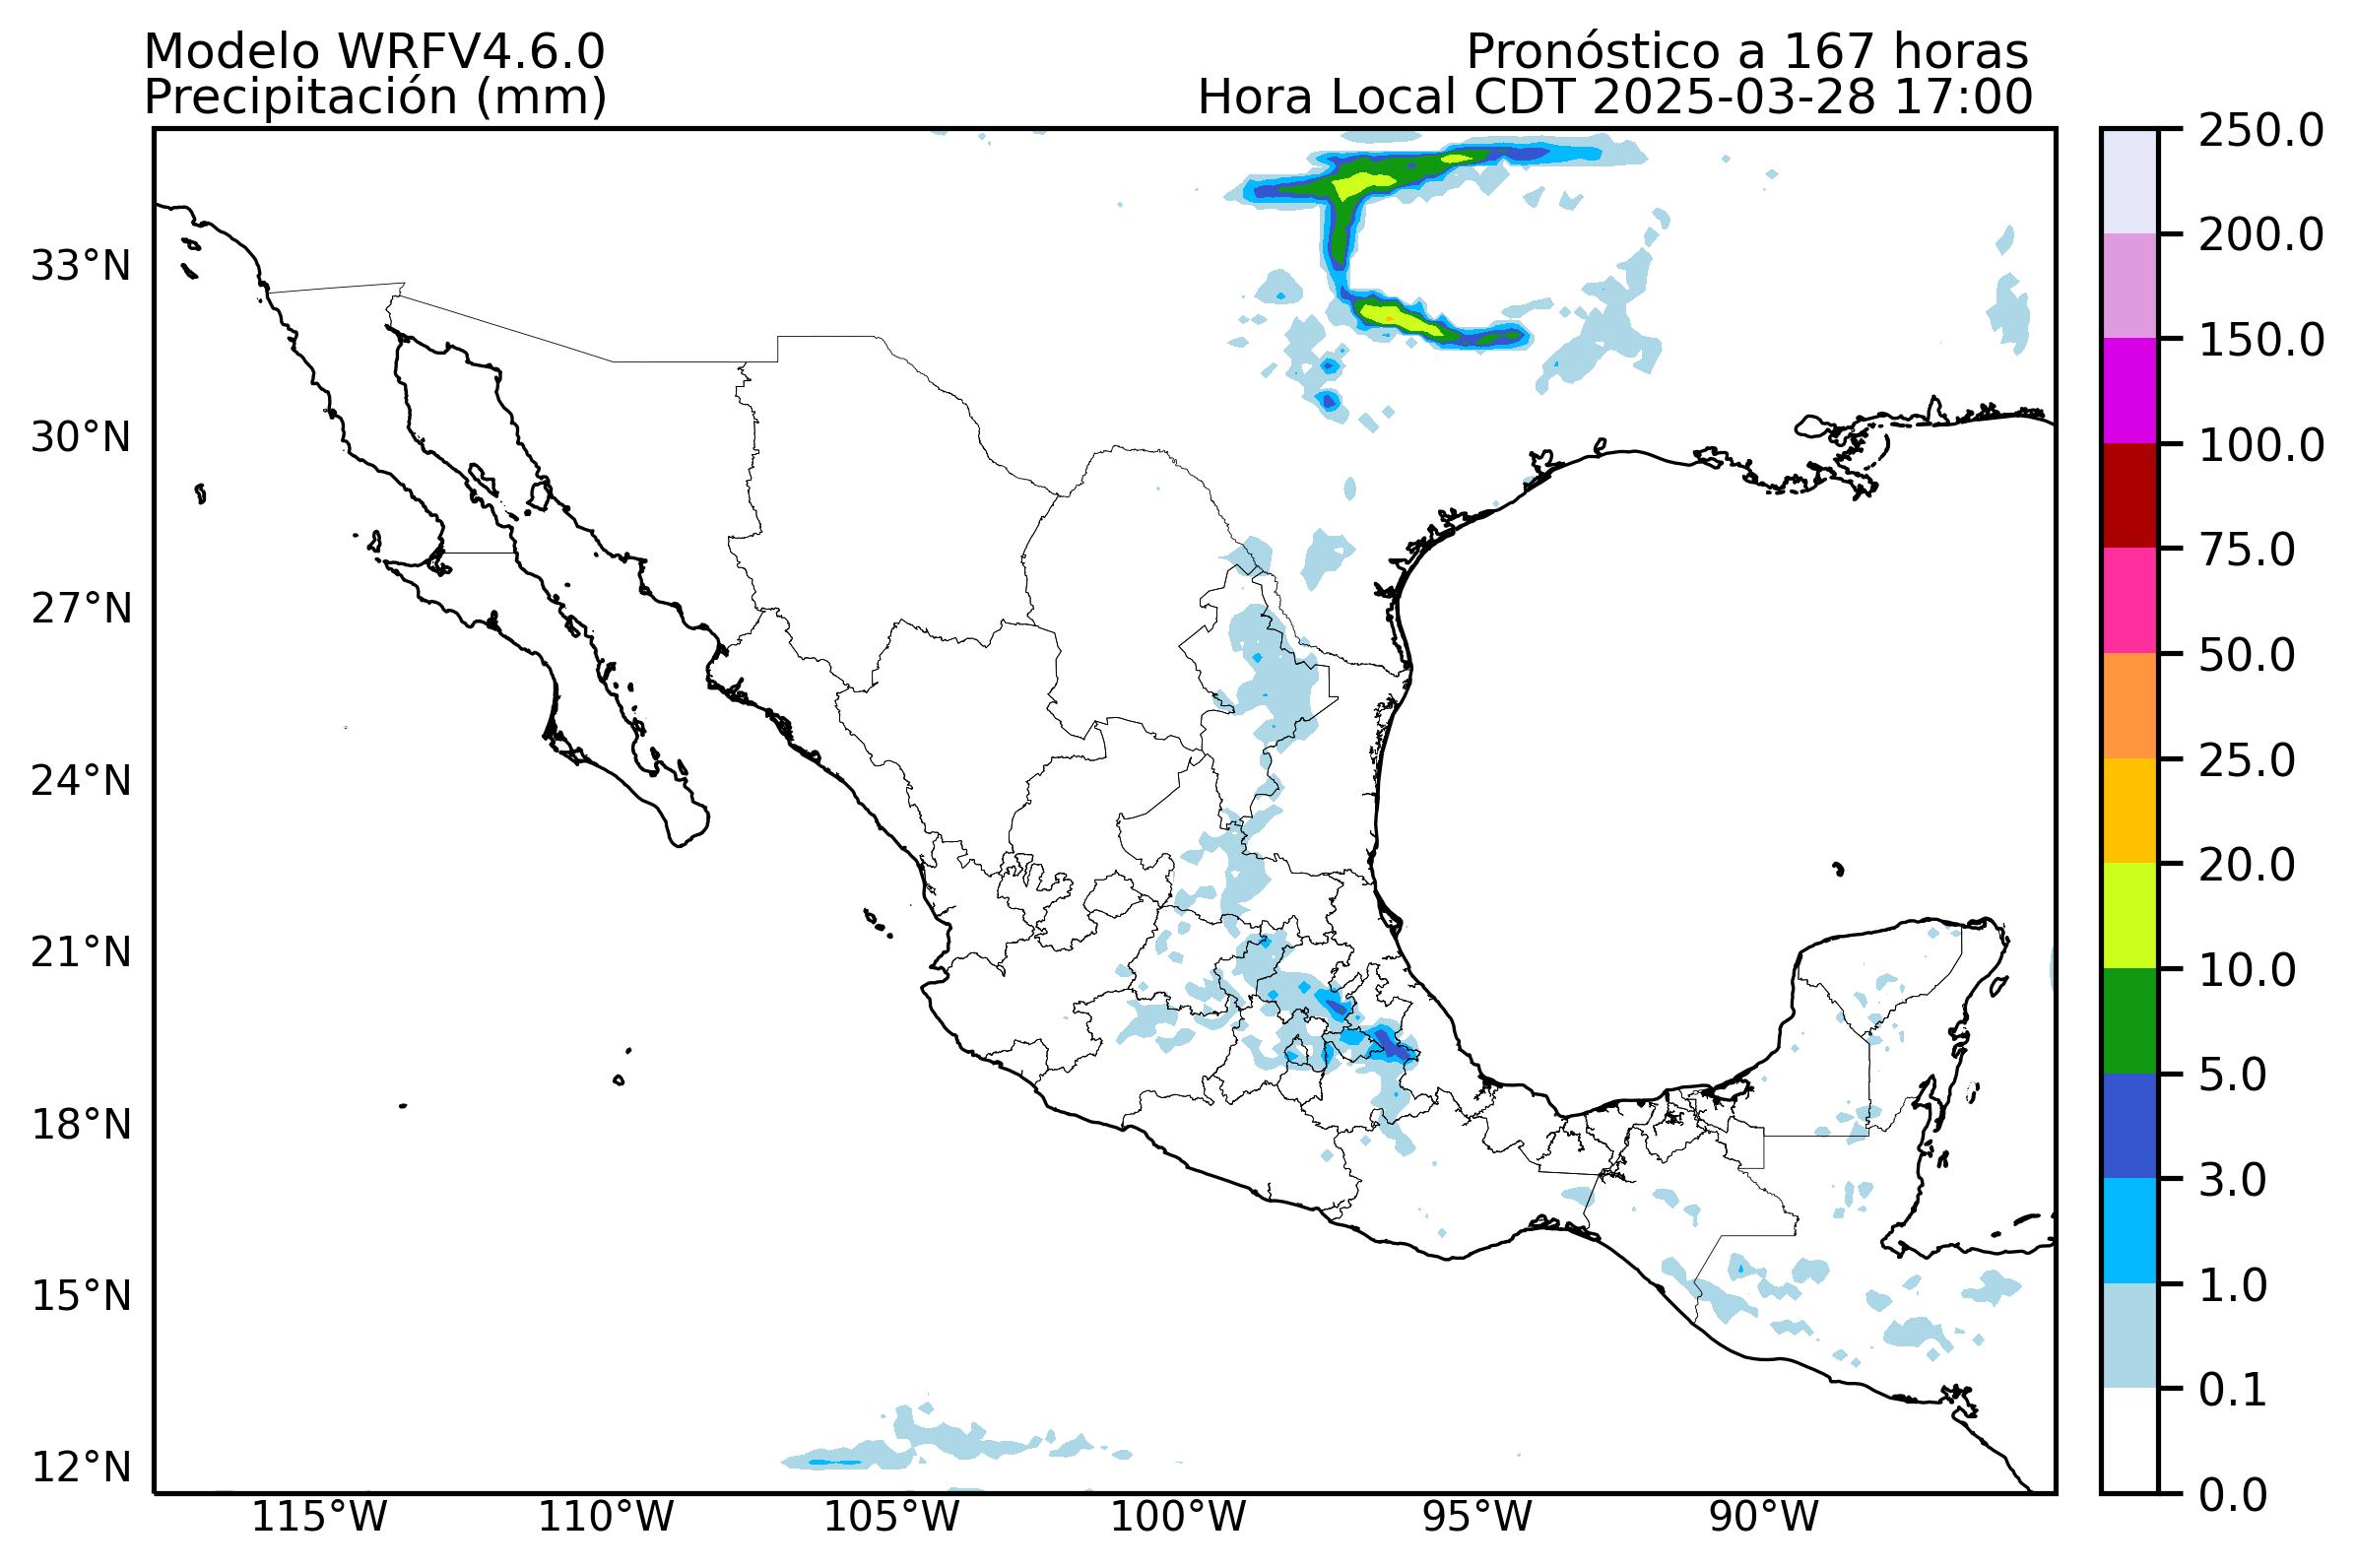 Modelo WRFV4.6.0
Pronóstico a 167 horas
Precipitación (mm)
Hora Local CDT 2025-03-28 17:00
33°N
30°N
27°N
24°N
21°N
18°N
15°N
12°N
115°W
110°W
105°W
100°W
95°W
90°W
250.0
200.0
150.0
100.0
75.0
50.0
25.0
20.0
10.0
5.0
3.0
1.0
0.1
0.0